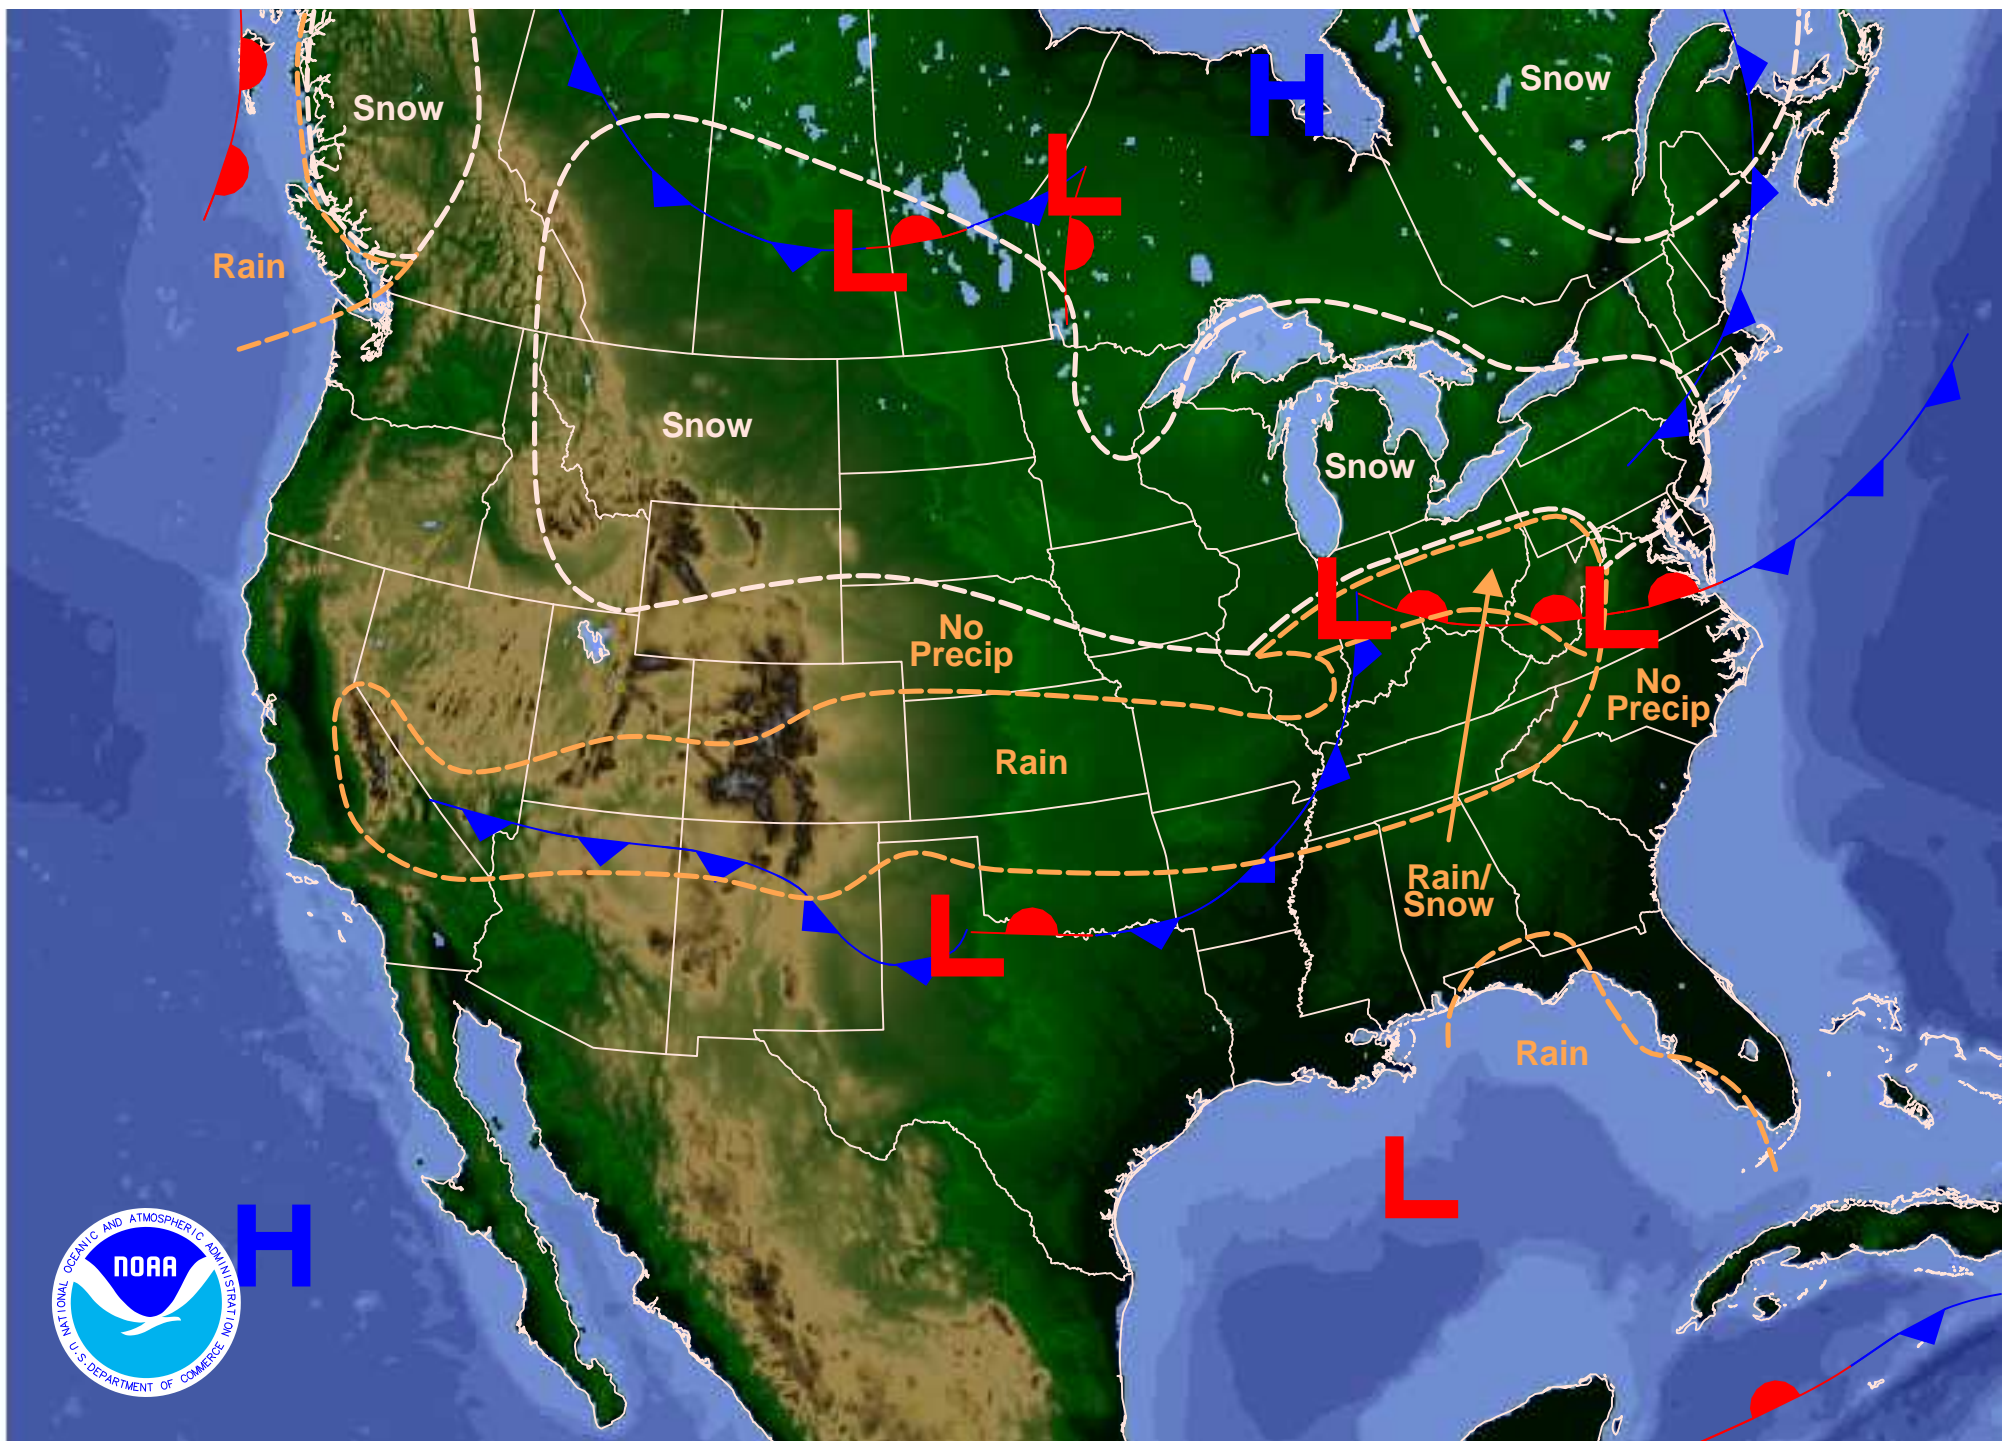 Snow
Snow
H
L
L
Rain
Snow
Snow
L
L
No
Precip
No
Precip
Rain
Rain/
Snow
L
Rain
L
H
NATIONAL OCEANIC AND ATMOSPHERIC ADMINISTRATION
NOAA
U.S. DEPARTMENT OF COMMERCE